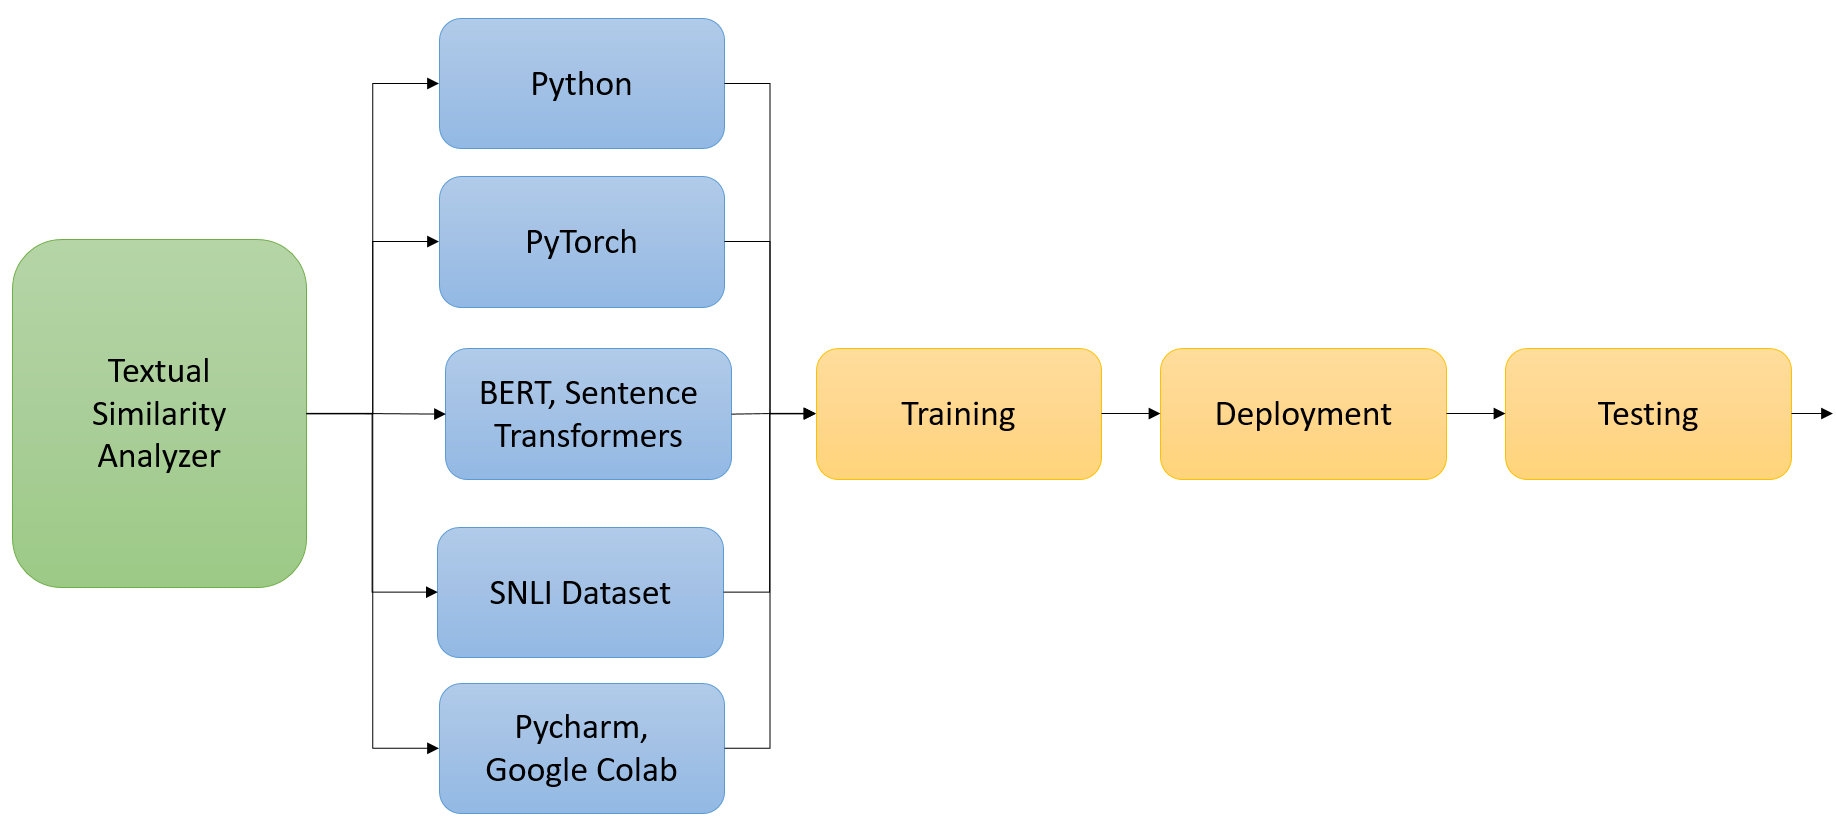 Textual
Similarity
Analyzer
Python
PyTorch
BERT, Sentence
Transformers
SNLI Dataset
Pycharm,
Google Colab
Training
Deployment
Testing